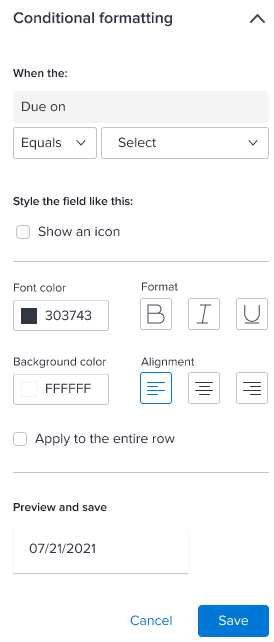 Conditional formatting
When the:
Due on
Equals Select
Style the field like this:
Show an icon
Font color Format
303743 B I U
Background color Alignment
FFFFFF
Apply to the entire row
Preview and save
07/21/2021
Cancel Save